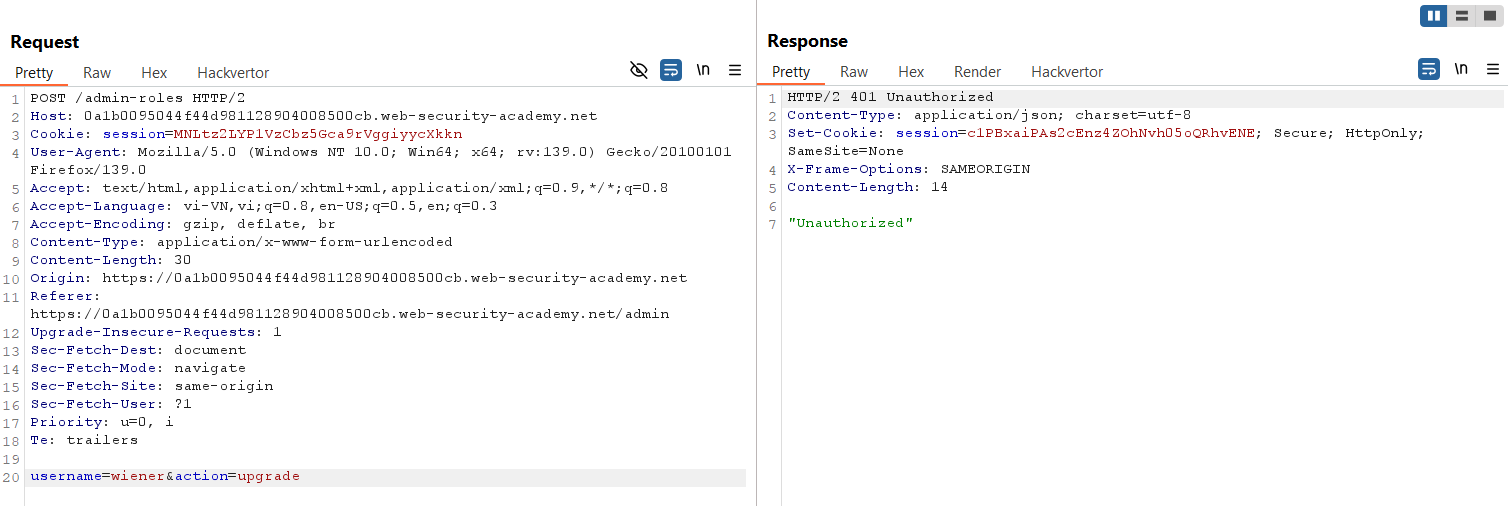 Request
Pretty Raw Hex Hackvertor \n
1 POST /admin-roles HTTP/2
2 Host: 0a1b0095044f44d981128904008500cb.web-security-academy.net
3 Cookie: session=MNLtz2LYP1VzCbz5Gca9rVggiyycXkkn
4 User-Agent: Mozilla/5.0 (Windows NT 10.0; Win64; x64; rv:139.0) Gecko/20100101
Firefox/139.0
5 Accept: text/html,application/xhtml+xml,application/xml;q=0.9,*/*;q=0.8
6 Accept-Language: vi-VN,vi;q=0.8,en-US;q=0.5,en;q=0.3
7 Accept-Encoding: gzip, deflate, br
8 Content-Type: application/x-www-form-urlencoded
9 Content-Length: 30
10 Origin: https://0a1b0095044f44d981128904008500cb.web-security-academy.net
11 Referer:
https://0a1b0095044f44d981128904008500cb.web-security-academy.net/admin
12 Upgrade-Insecure-Requests: 1
13 Sec-Fetch-Dest: document
14 Sec-Fetch-Mode: navigate
15 Sec-Fetch-Site: same-origin
16 Sec-Fetch-User: ?1
17 Priority: u=0, i
18 Te: trailers
19
20 username=wiener&action=upgrade
Response
Pretty Raw Hex Render Hackvertor \n
1 HTTP/2 401 Unauthorized
2 Content-Type: application/json; charset=utf-8
3 Set-Cookie: session=c1PBxaiPAs2cEnz4ZOhNvh05oQRhvENE; Secure; HttpOnly;
SameSite=None
4 X-Frame-Options: SAMEORIGIN
5 Content-Length: 14
6
7 "Unauthorized"